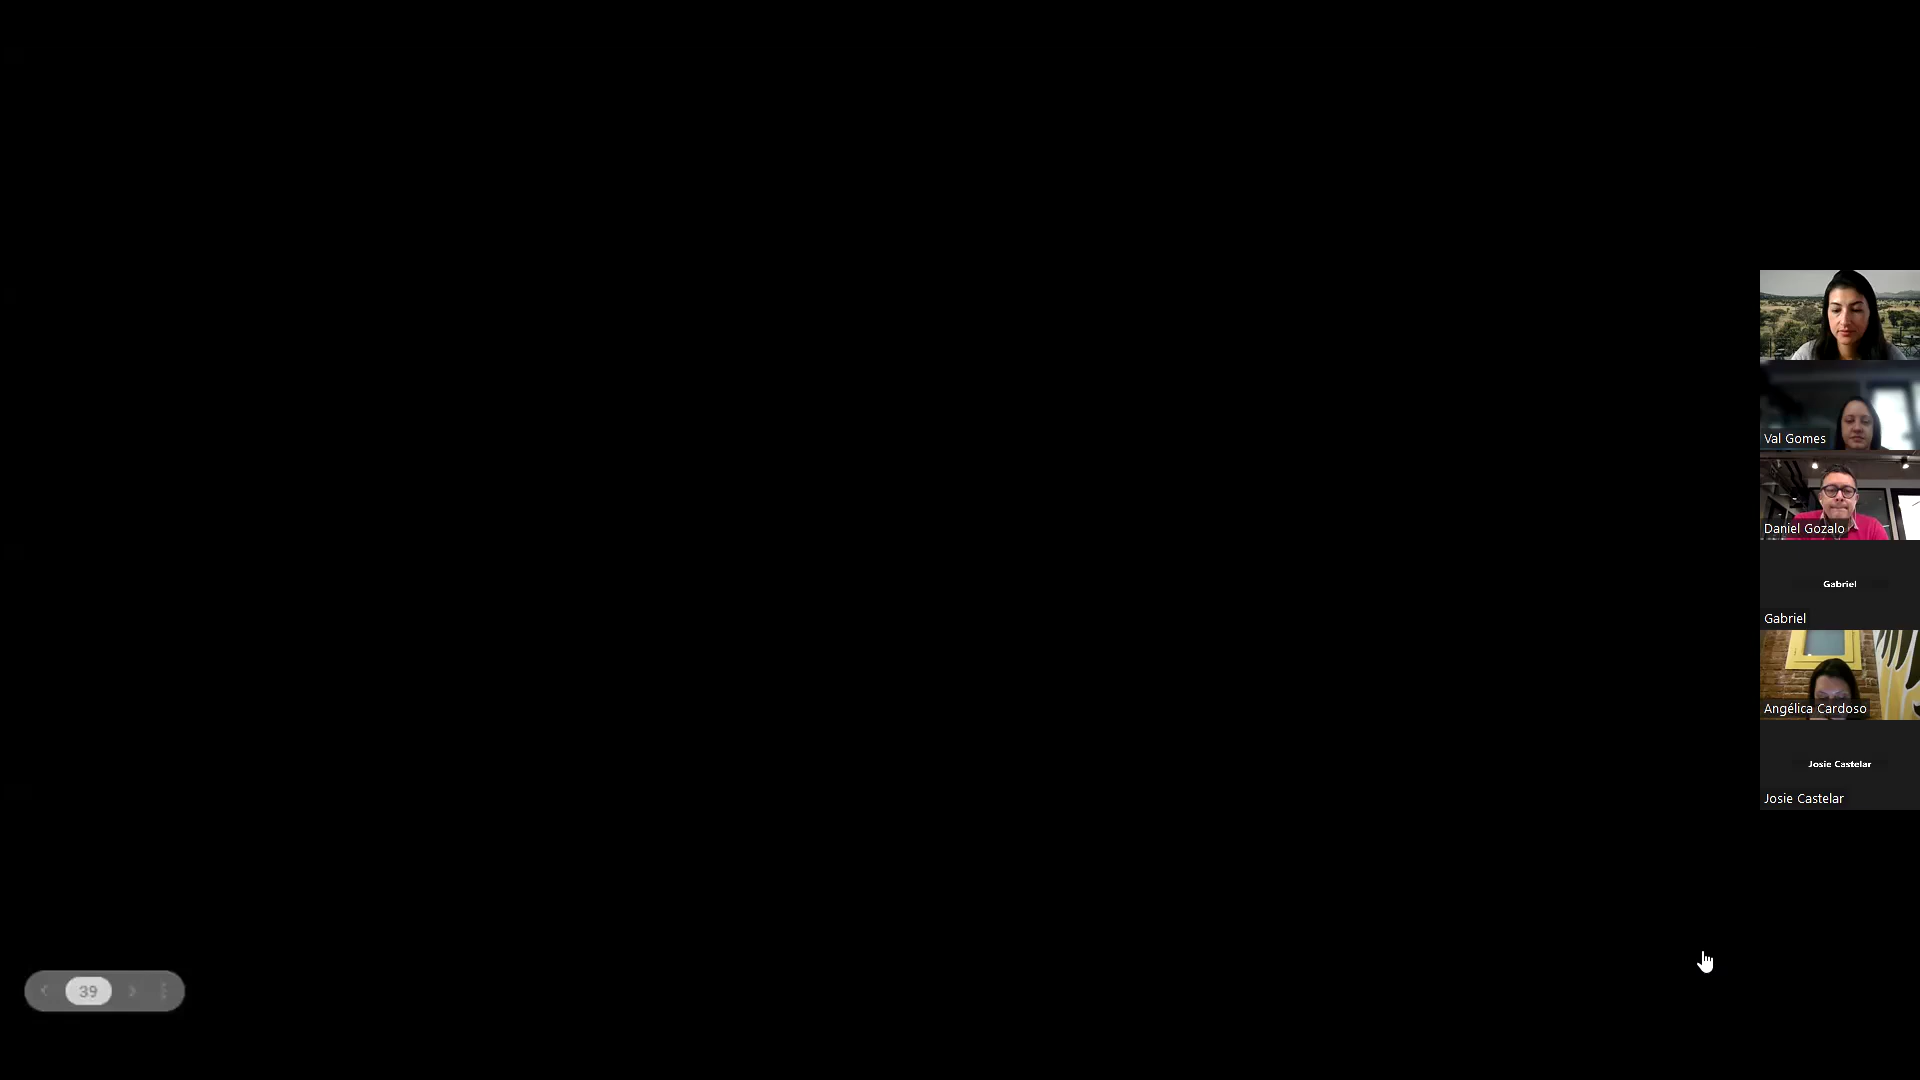 Val Gomes
Daniel Gozalo
Gabriel
Gabriel
Angélica Cardoso
Josie Castelar
Josie Castelar
39